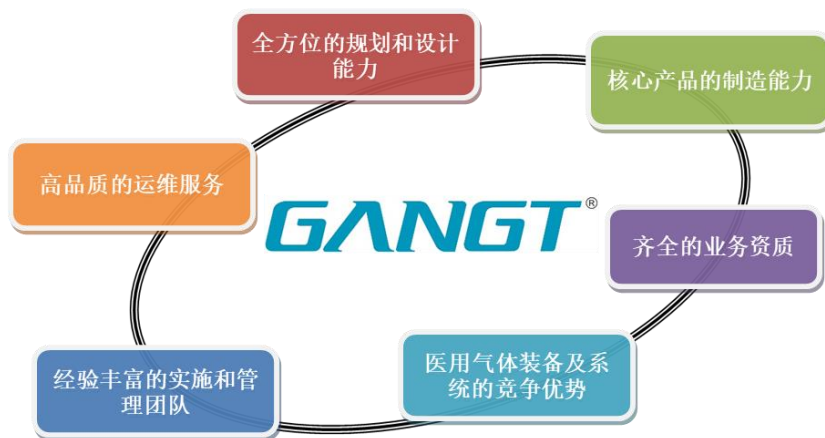 全方位的规划和设计
能力
核心产品的制造能力
高品质的运维服务
GANGT®
齐全的业务资质
医用气体装备及系
统的竞争优势
经验丰富的实施和管
理团队